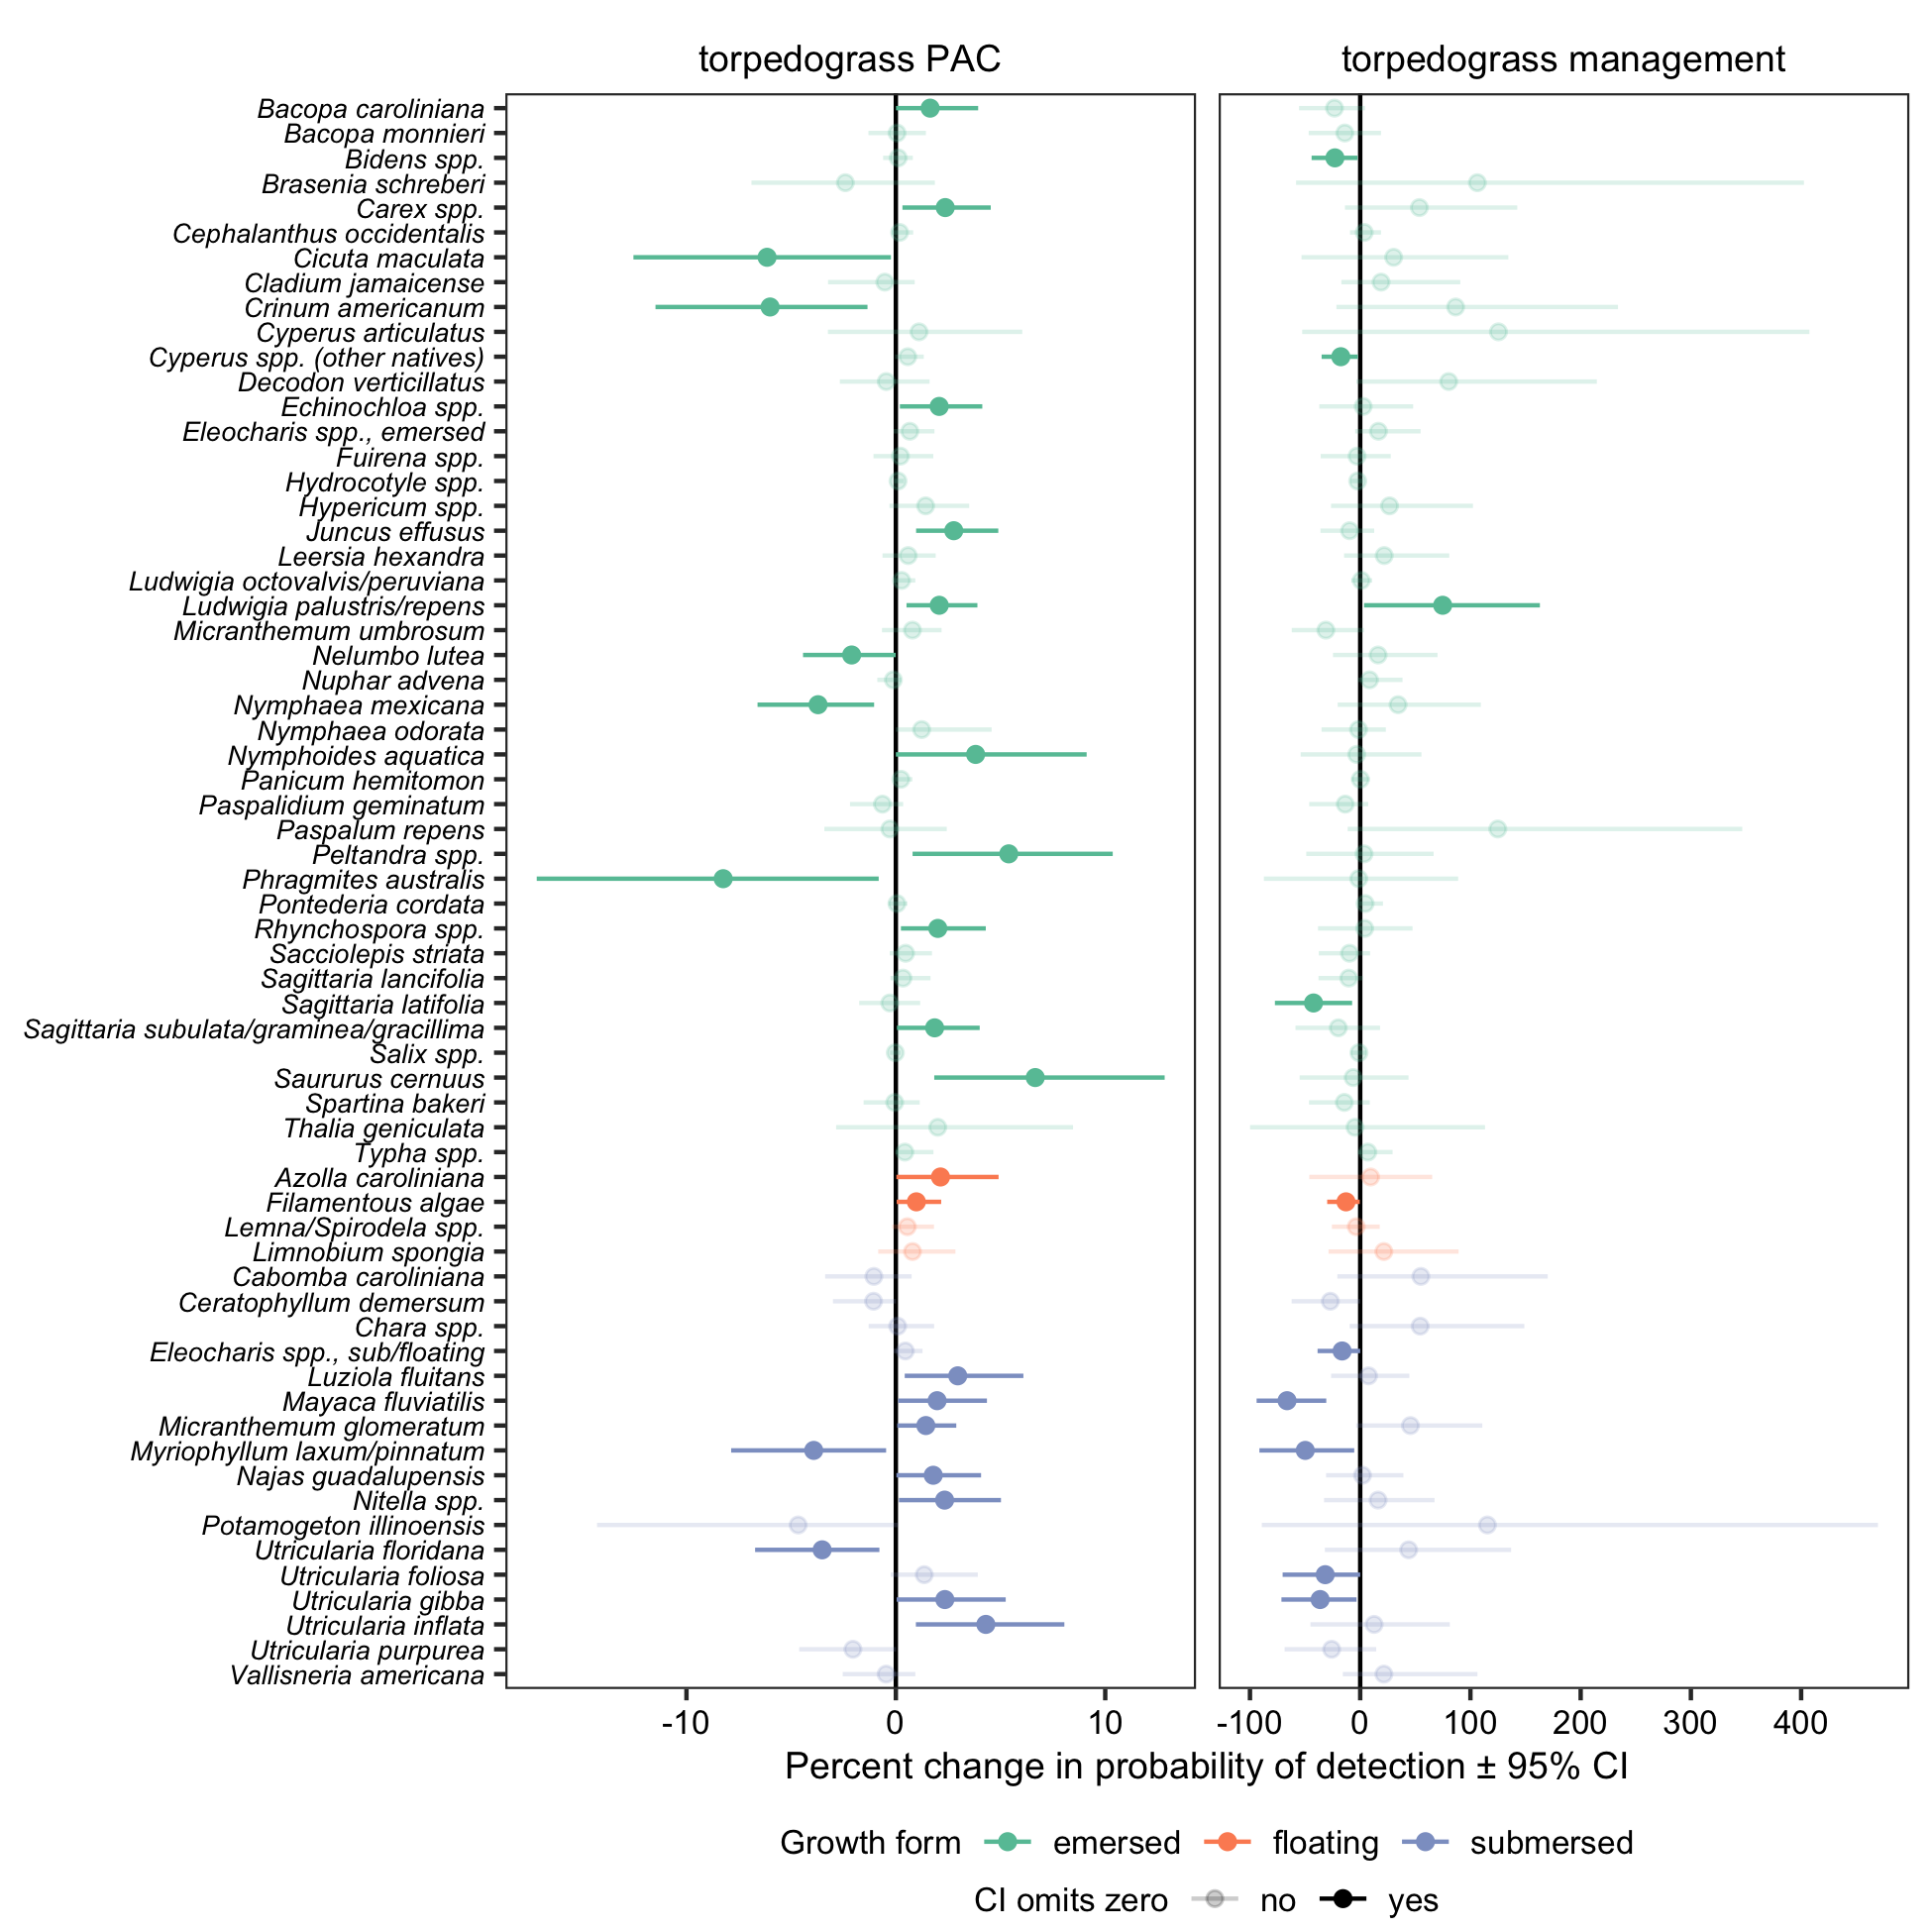 torpedograss PAC
torpedograss management
Bacopa caroliniana
Bacopa monnieri
Bidens spp.
Brasenia schreberi
Carex spp.
Cephalanthus occidentalis
Cicuta maculata
Cladium jamaicense
Crinum americanum
Cyperus articulatus
Cyperus spp. (other natives)
Decodon verticillatus
Echinochloa spp.
Eleocharis spp., emersed
Fuirena spp.
Hydrocotyle spp.
Hypericum spp.
Juncus effusus
Leersia hexandra
Ludwigia octovalvis/peruviana
Ludwigia palustris/repens
Micranthemum umbrosum
Nelumbo lutea
Nuphar advena
Nymphaea mexicana
Nymphaea odorata
Nymphoides aquatica
Panicum hemitomon
Paspalidium geminatum
Paspalum repens
Peltandra spp.
Phragmites australis
Pontederia cordata
Rhynchospora spp.
Sacciolepis striata
Sagittaria lancifolia
Sagittaria latifolia
Sagittaria subulata/graminea/gracillima
Salix spp.
Saururus cernuus
Spartina bakeri
Thalia geniculata
Typha spp.
Azolla caroliniana
Filamentous algae
Lemna/Spirodela spp.
Limnobium spongia
Cabomba caroliniana
Ceratophyllum demersum
Chara spp.
Eleocharis spp., sub/floating
Luziola fluitans
Mayaca fluviatilis
Micranthemum glomeratum
Myriophyllum laxum/pinnatum
Najas guadalupensis
Nitella spp.
Potamogeton illinoensis
Utricularia floridana
Utricularia foliosa
Utricularia gibba
Utricularia inflata
Utricularia purpurea
Vallisneria americana
-10 0 10
-100 0 100 200 300 400
Percent change in probability of detection ± 95% CI
Growth form emersed floating submersed
CI omits zero no yes